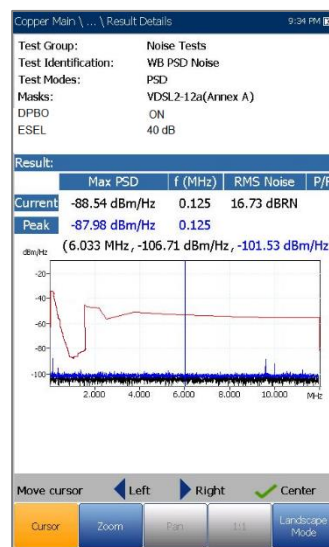 Copper Main \ ... \ Result Details 9:34 PM
Test Group: Noise Tests
Test Identification: WB PSD Noise
Test Modes: PSD
Masks: VDSL2-12a(Annex A)
DPBO ON
ESEL 40 dB
Result:
Max PSD f (MHz) RMS Noise P/F
Current -88.54 dBm/Hz 0.125 16.73 dBRN
Peak -87.98 dBm/Hz 0.125
(6.033 MHz, -106.71 dBm/Hz, -101.53 dBm/Hz
dBm/Hz
-20
-40
-60
-80
-100
2.000 4.000 6.000 8.000 10.000 MHz
Move cursor Left Right Center
Cursor Zoom Pan 1:1 Landscape
Mode